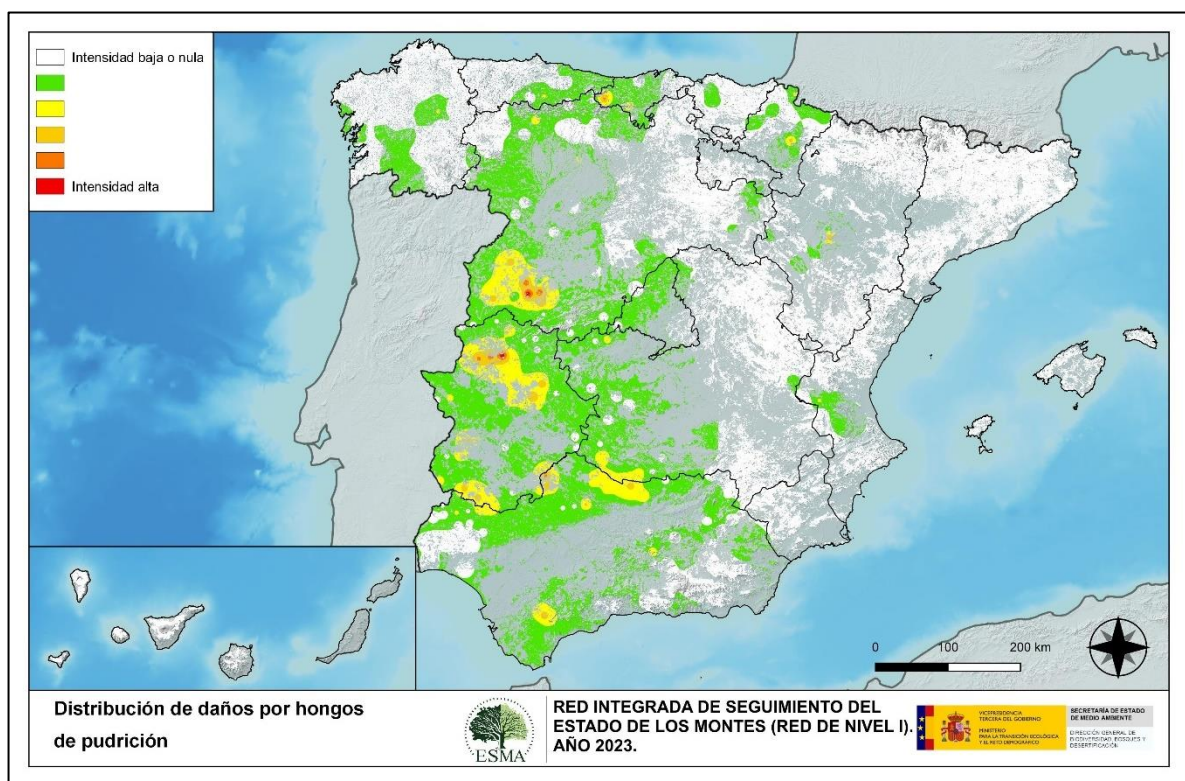 Intensidad baja o nula
Intensidad alta
0 100 200 km
Distribución de daños por hongos
de pudrición
ESMA
RED INTEGRADA DE SEGUIMIENTO DEL
ESTADO DE LOS MONTES (RED DE NIVEL I).
AÑO 2023.
VICEPRESIDENCIA
TERCERA DEL GOBIERNO
MINISTERIO
PARA LA TRANSICIÓN ECOLÓGICA
Y EL RETO DEMOGRÁFICO
SECRETARÍA DE ESTADO
DE MEDIO AMBIENTE
DIRECCIÓN GENERAL DE
BIODIVERSIDAD, BOSQUES Y
DESERTIFICACIÓN